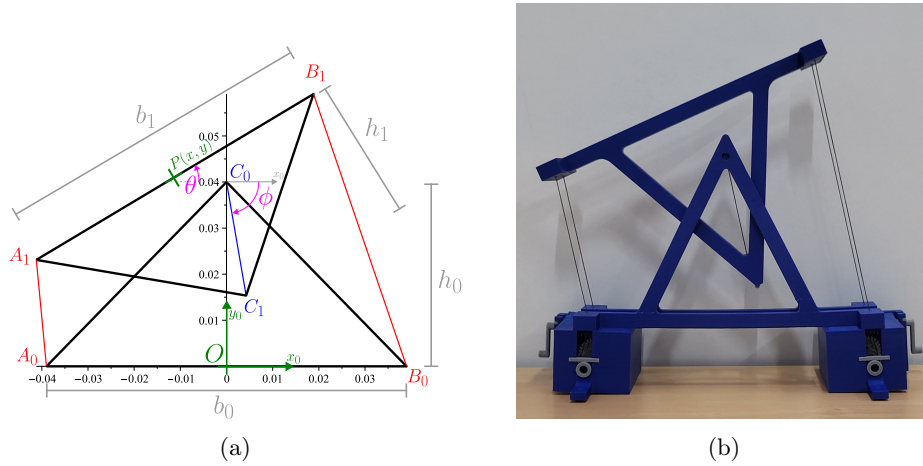 B₁
b₁
h₁
0.05
P(x, y)
C₀
x₀
0.04
θ
ϕ
0.03
A₁
h₀
0.02
C₁
y₀
0.01
A₀
O
x₀
B₀
−0.04 −0.03 −0.02 −0.01 0 0.01 0.02 0.03
b₀
(a) (b)